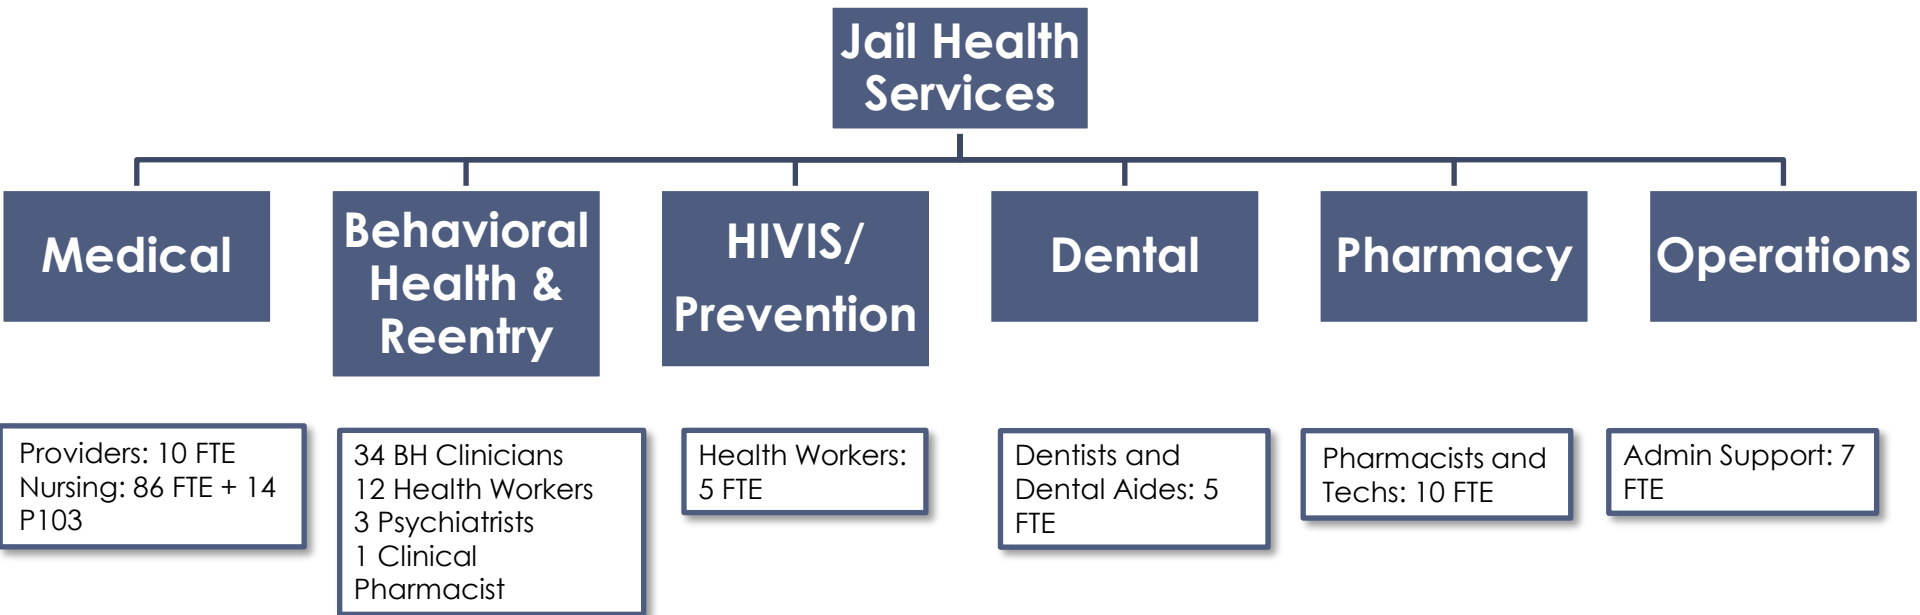 Jail Health
Services
Medical
Behavioral
Health &
Reentry
HIVIS/
Prevention
Dental
Pharmacy
Operations
Providers: 10 FTE
Nursing: 86 FTE + 14
P103
34 BH Clinicians
12 Health Workers
3 Psychiatrists
1 Clinical
Pharmacist
Health Workers:
5 FTE
Dentists and
Dental Aides: 5
FTE
Pharmacists and
Techs: 10 FTE
Admin Support: 7
FTE